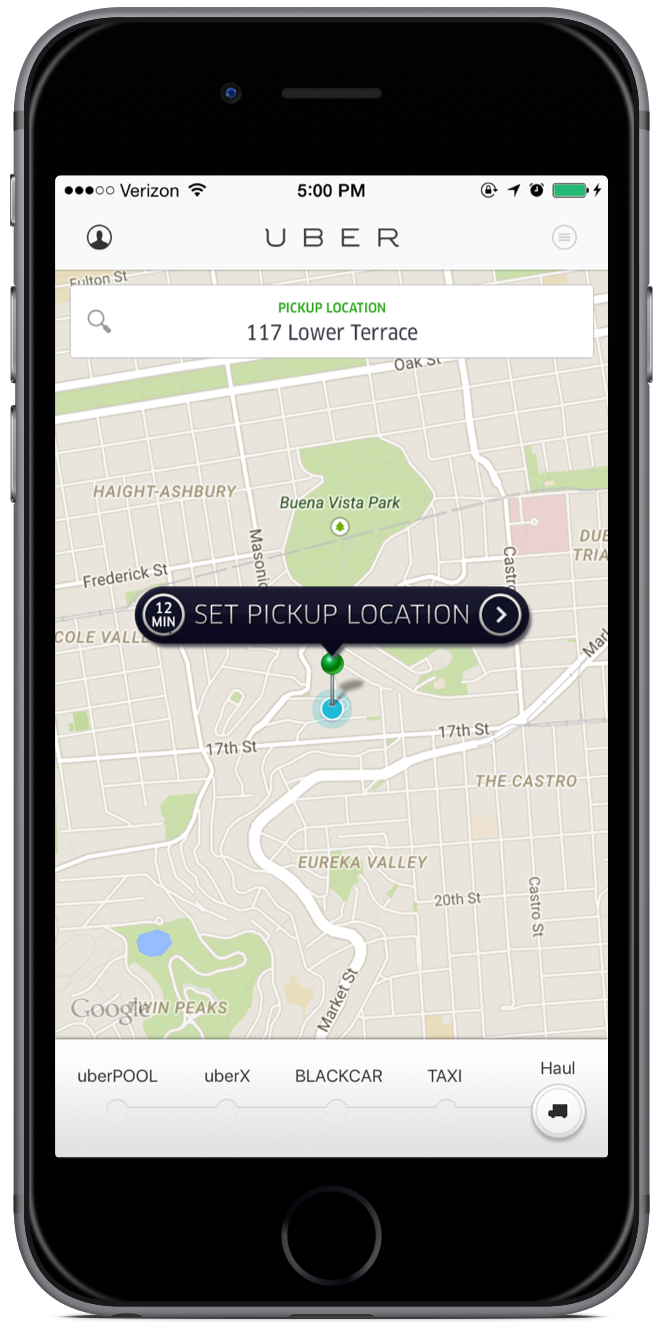 Verizon
5:00 PM
UBER
Fulton St
PICKUP LOCATION
117 Lower Terrace
Oak St
HAIGHT-ASHBURY
Buena Vista Park
Masonic
Castro
DUB
TRIA
Frederick St
12
MIN
SET PICKUP LOCATION
COLE VALLE
Mark
17th St
17th St
THE CASTRO
EUREKA VALLEY
20th St
Castro St
Market St
Google
TWIN PEAKS
uberPOOL
uberX
BLACKCAR
TAXI
Haul